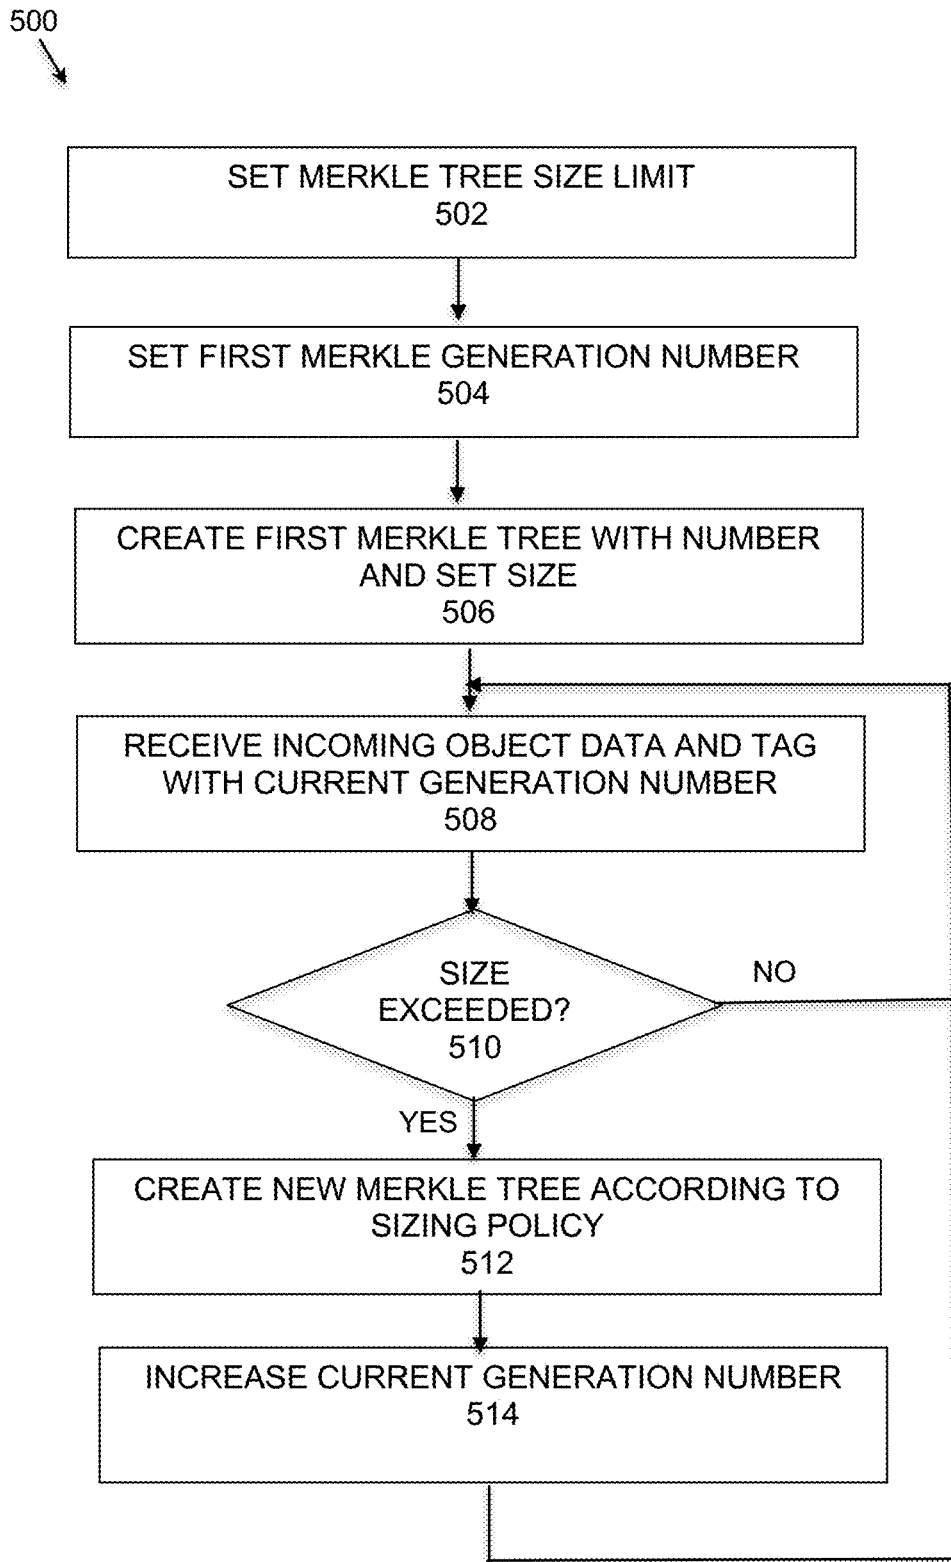 500
SET MERKLE TREE SIZE LIMIT
502
SET FIRST MERKLE GENERATION NUMBER
504
CREATE FIRST MERKLE TREE WITH NUMBER
AND SET SIZE
506
RECEIVE INCOMING OBJECT DATA AND TAG
WITH CURRENT GENERATION NUMBER
508
SIZE
EXCEEDED?
510
NO
YES
CREATE NEW MERKLE TREE ACCORDING TO
SIZING POLICY
512
INCREASE CURRENT GENERATION NUMBER
514